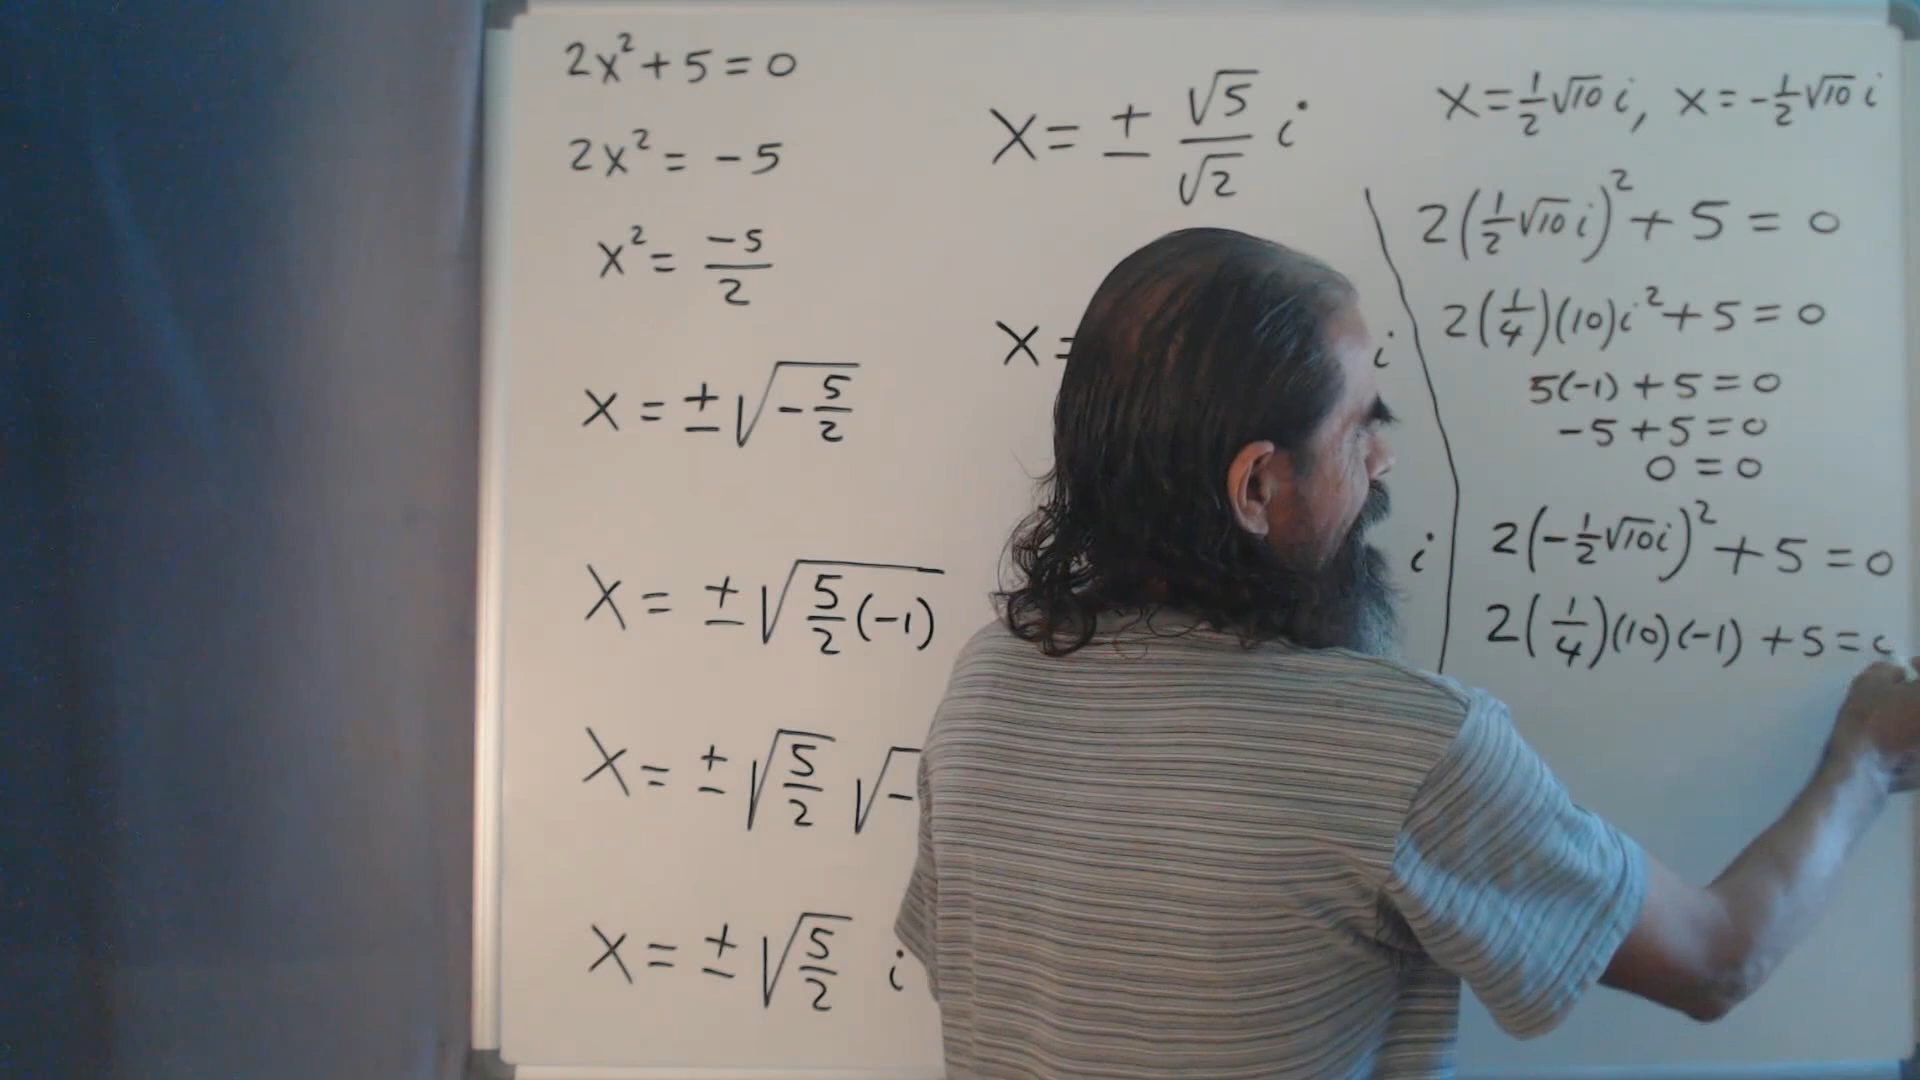 2x² + 5 = 0
2x² = -5
x² = -5/2
x = ± √(-5/2)
x = ± √(5/2 (-1))
x = ± √(5/2) √-
x = ± √(5/2) i
x = ± √5/√2 i
x = i
i
x = 1/2 √10 i, x = -1/2 √10 i
2(1/2 √10 i)² + 5 = 0
2(1/4)(10)i² + 5 = 0
5(-1) + 5 = 0
-5 + 5 = 0
0 = 0
2(-1/2 √10 i)² + 5 = 0
2(1/4)(10)(-1) + 5 =